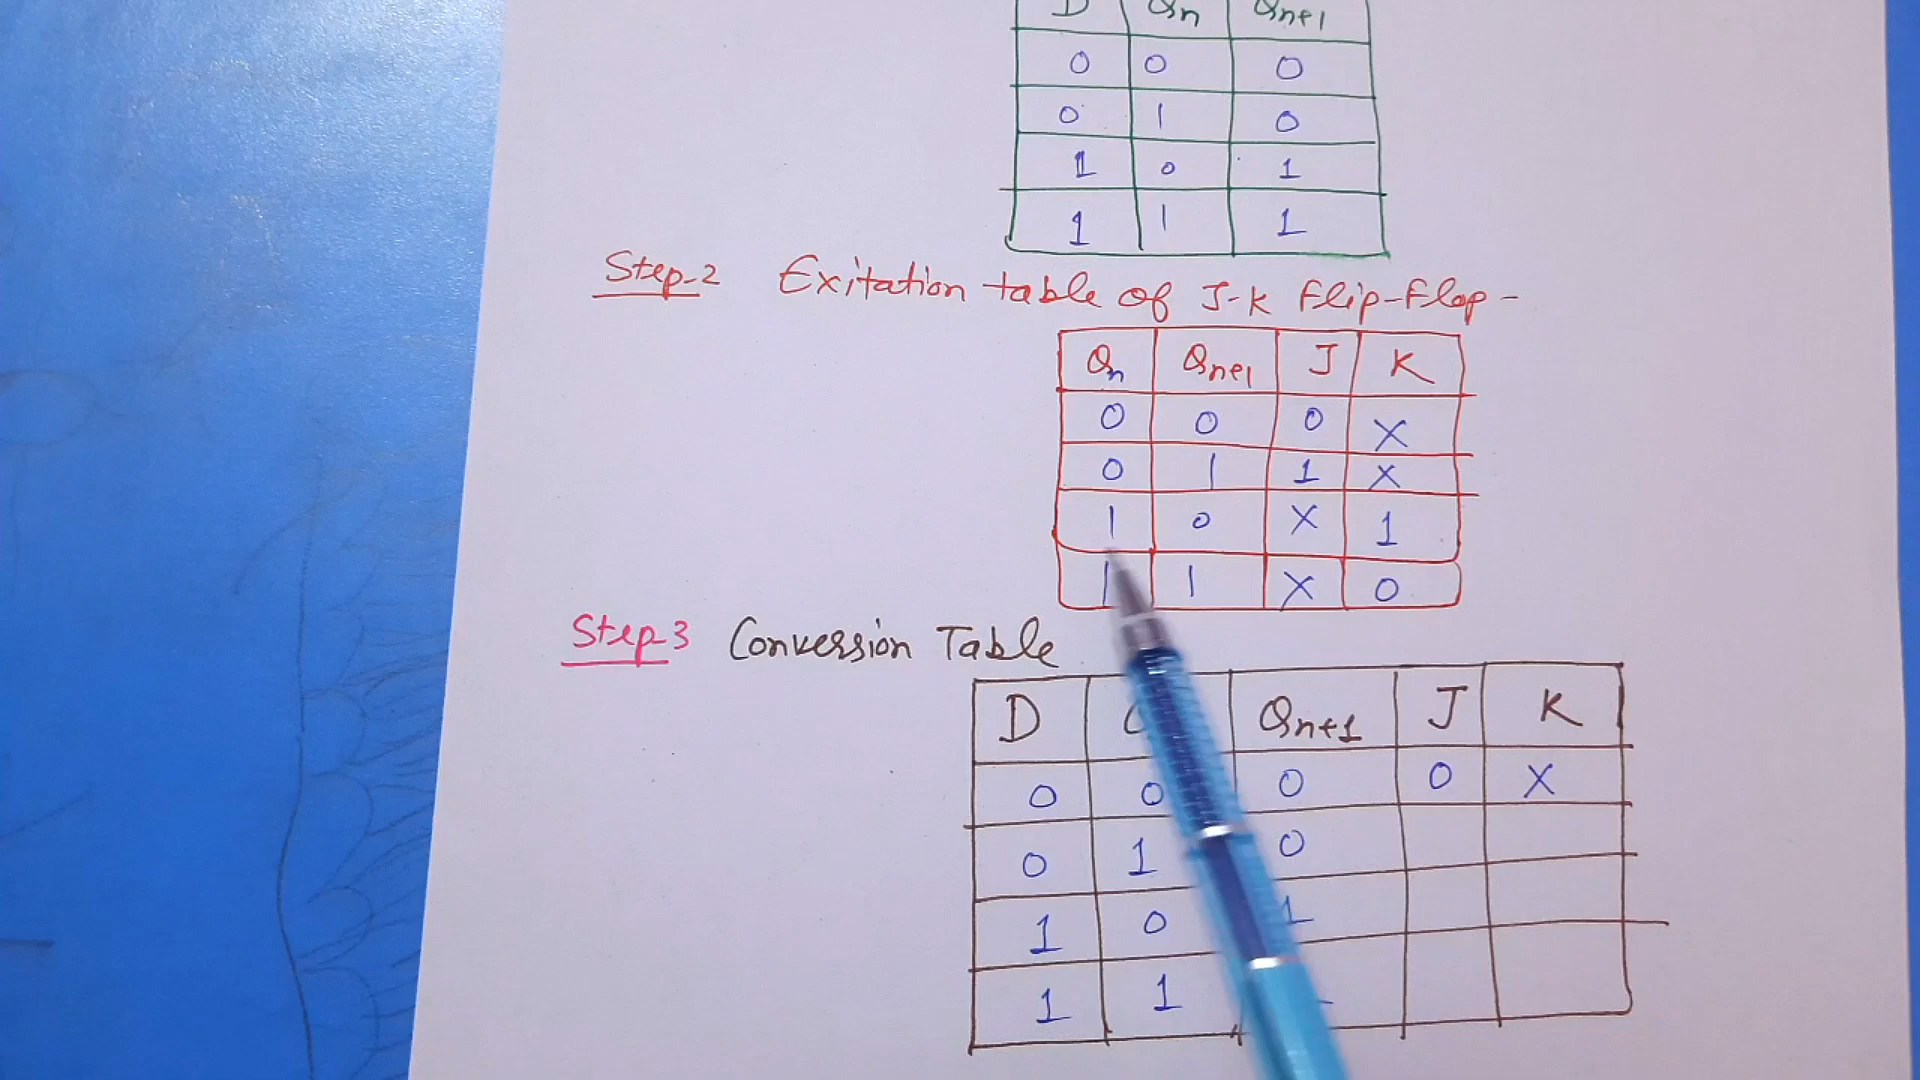 D Qn Qn+1
0 0 0
0 1 0
1 0 1
1 1 1
Step-2 Exitation table of J-K Flip-Flop-
Qn Qn+1 J K
0 0 0 X
0 1 1 X
1 0 X 1
1 1 X 0
Step-3 Conversion Table
D Qn+1 J K
0 0 0 0 X
0 1 0
1 0 1
1 1